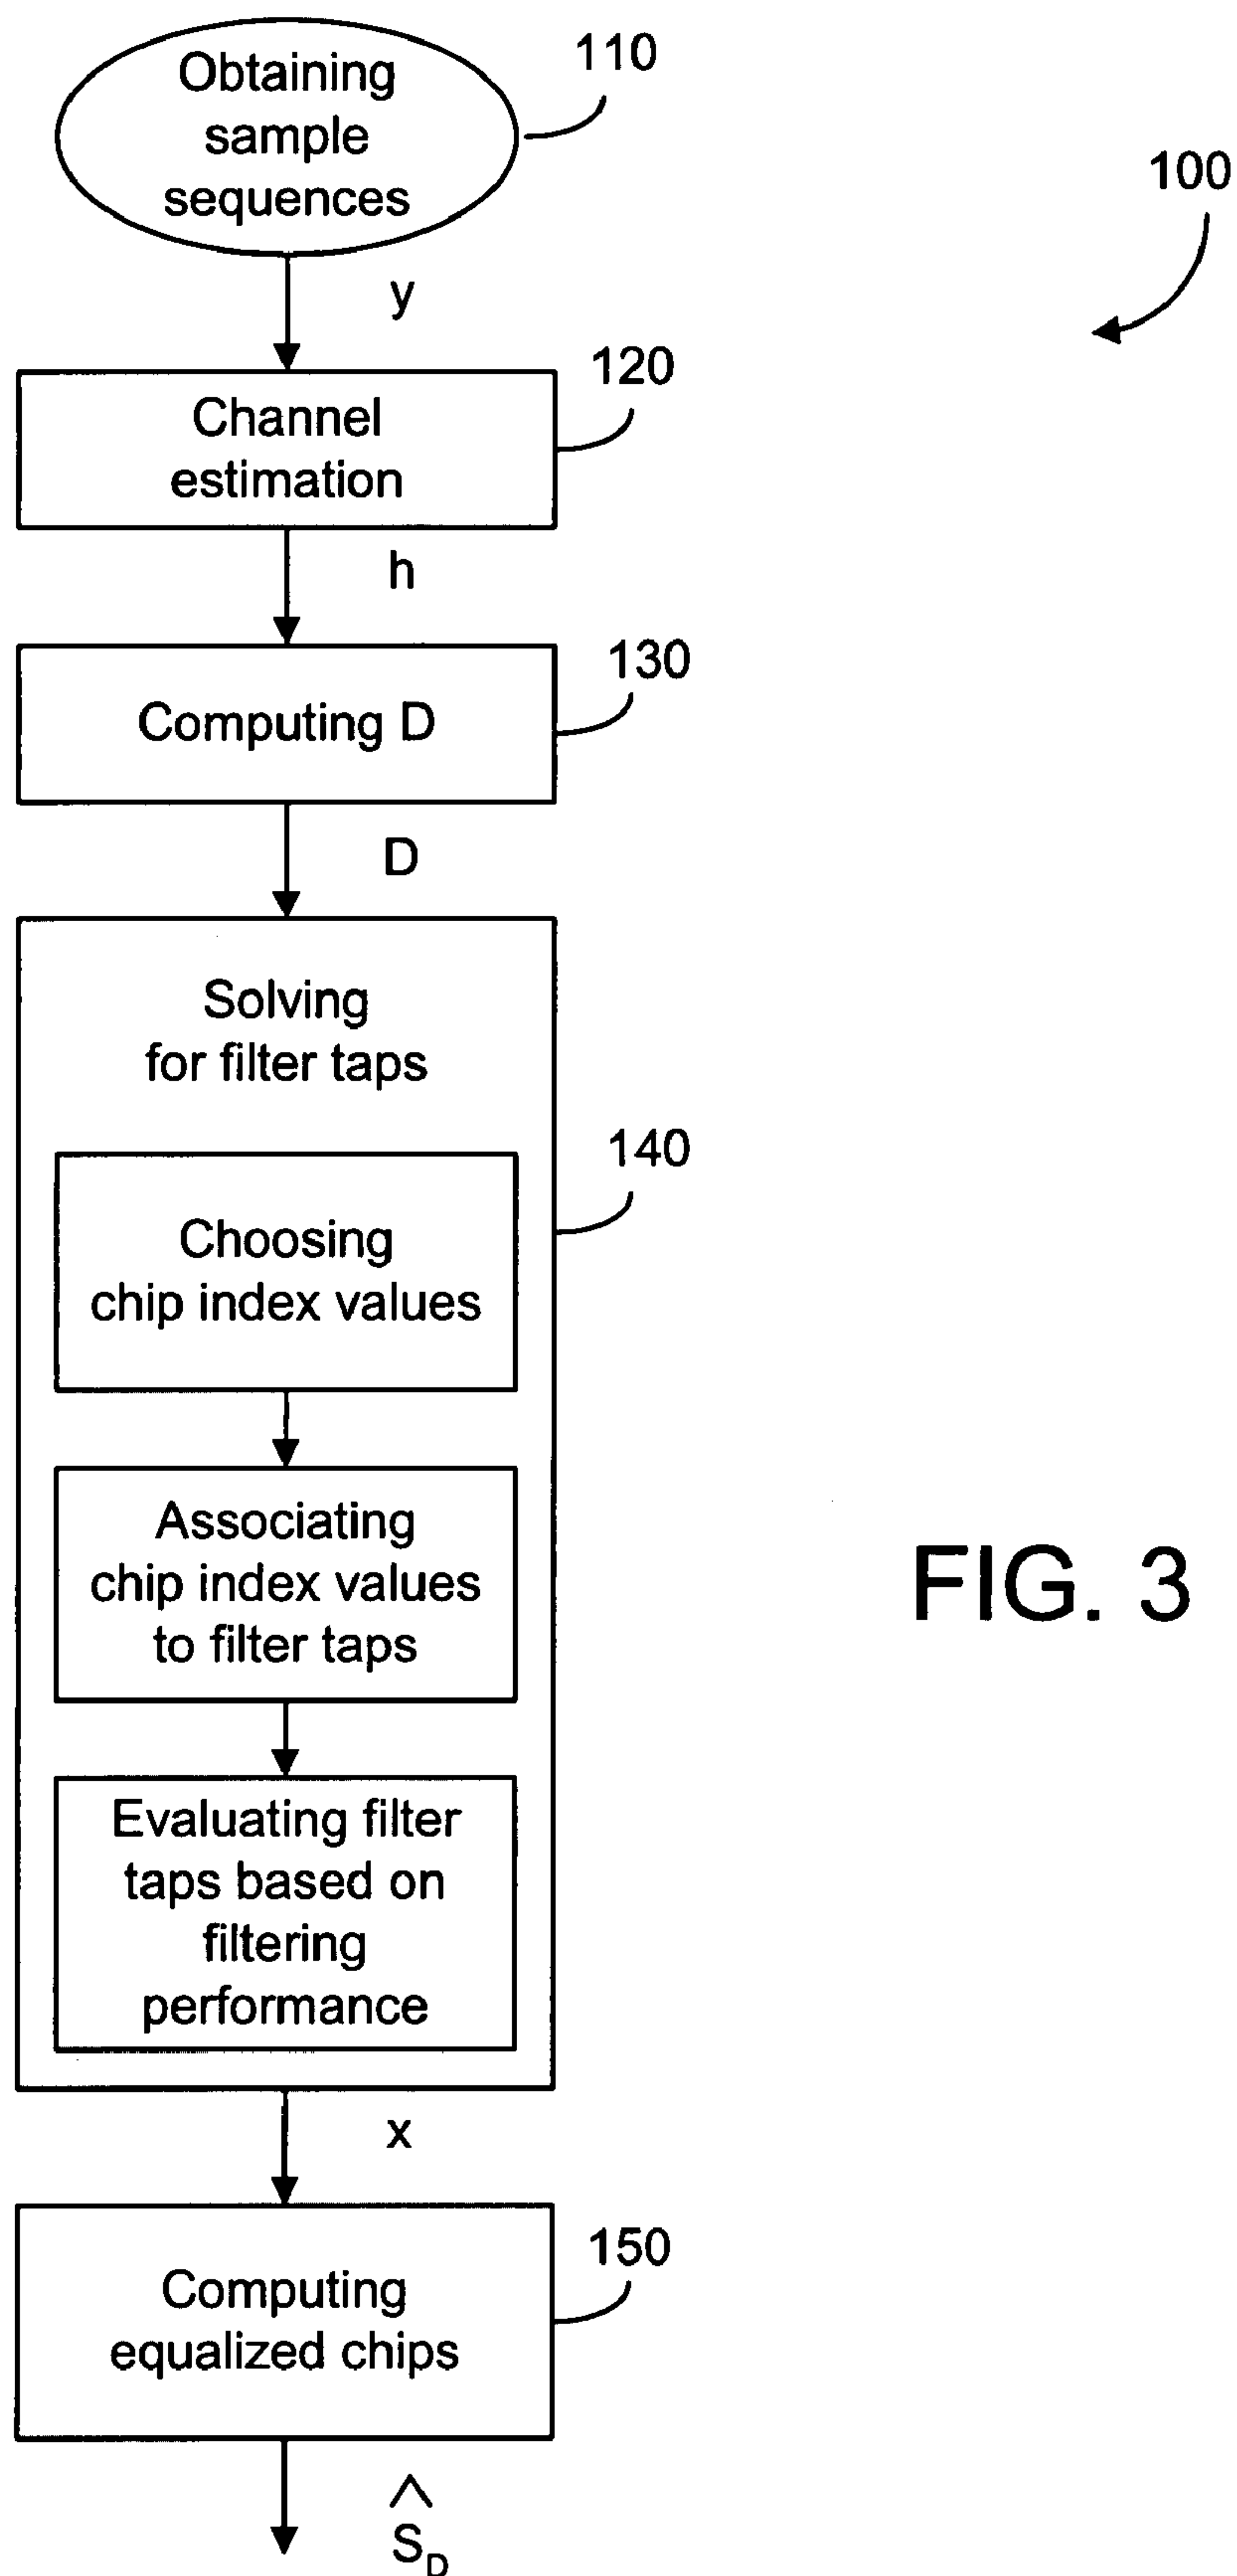 Obtaining
sample
sequences
110
100
y
120
Channel
estimation
h
130
Computing D
D
Solving
for filter taps
140
Choosing
chip index values
Associating
chip index values
to filter taps
FIG. 3
Evaluating filter
taps based on
filtering
performance
x
150
Computing
equalized chips
^
S_D